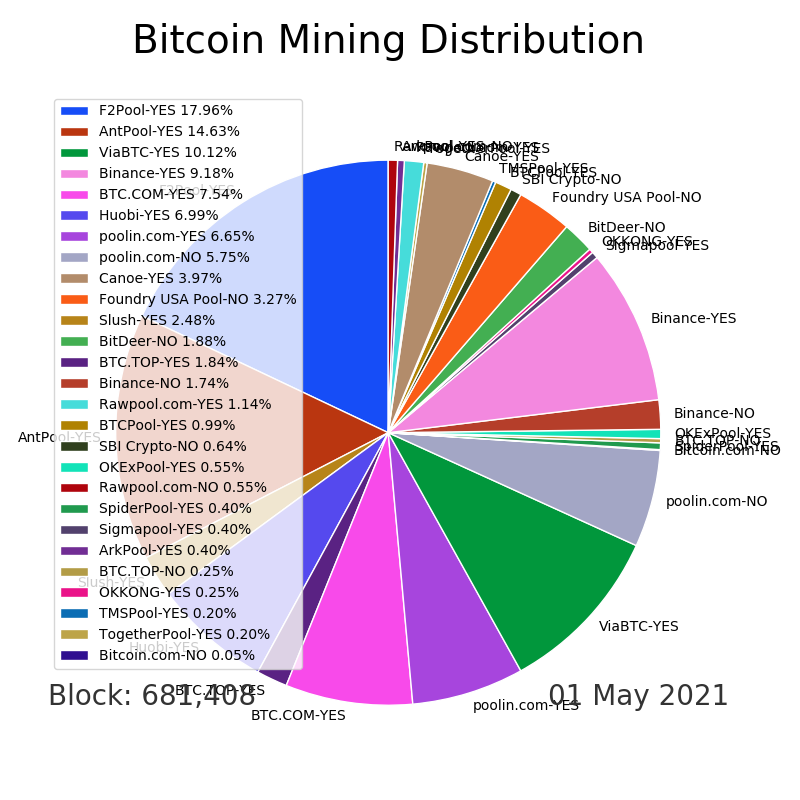 Bitcoin Mining Distribution
F2Pool-YES 17.96%
AntPool-YES 14.63%
ViaBTC-YES 10.12%
Binance-YES 9.18%
BTC.COM-YES 7.54%
Huobi-YES 6.99%
poolin.com-YES 6.65%
poolin.com-NO 5.75%
Canoe-YES 3.97%
Foundry USA Pool-NO 3.27%
Slush-YES 2.48%
BitDeer-NO 1.88%
BTC.TOP-YES 1.84%
Binance-NO 1.74%
Rawpool.com-YES 1.14%
BTCPool-YES 0.99%
SBI Crypto-NO 0.64%
OKExPool-YES 0.55%
Rawpool.com-NO 0.55%
SpiderPool-YES 0.40%
Sigmapool-YES 0.40%
ArkPool-YES 0.40%
BTC.TOP-NO 0.25%
OKKONG-YES 0.25%
TMSPool-YES 0.20%
TogetherPool-YES 0.20%
Bitcoin.com-NO 0.05%
Canoe-YES
TMSPool-YES
BTCPool-YES
SBI Crypto-NO
Foundry USA Pool-NO
BitDeer-NO
OKKONG-YES
Sigmapool-YES
Binance-YES
Binance-NO
OKExPool-YES
BTC.TOP-NO
SpiderPool-YES
Bitcoin.com-NO
poolin.com-NO
ViaBTC-YES
poolin.com-YES
BTC.COM-YES
BTC.TOP-YES
Huobi-YES
Slush-YES
AntPool-YES
F2Pool-YES
Block: 681,408
01 May 2021